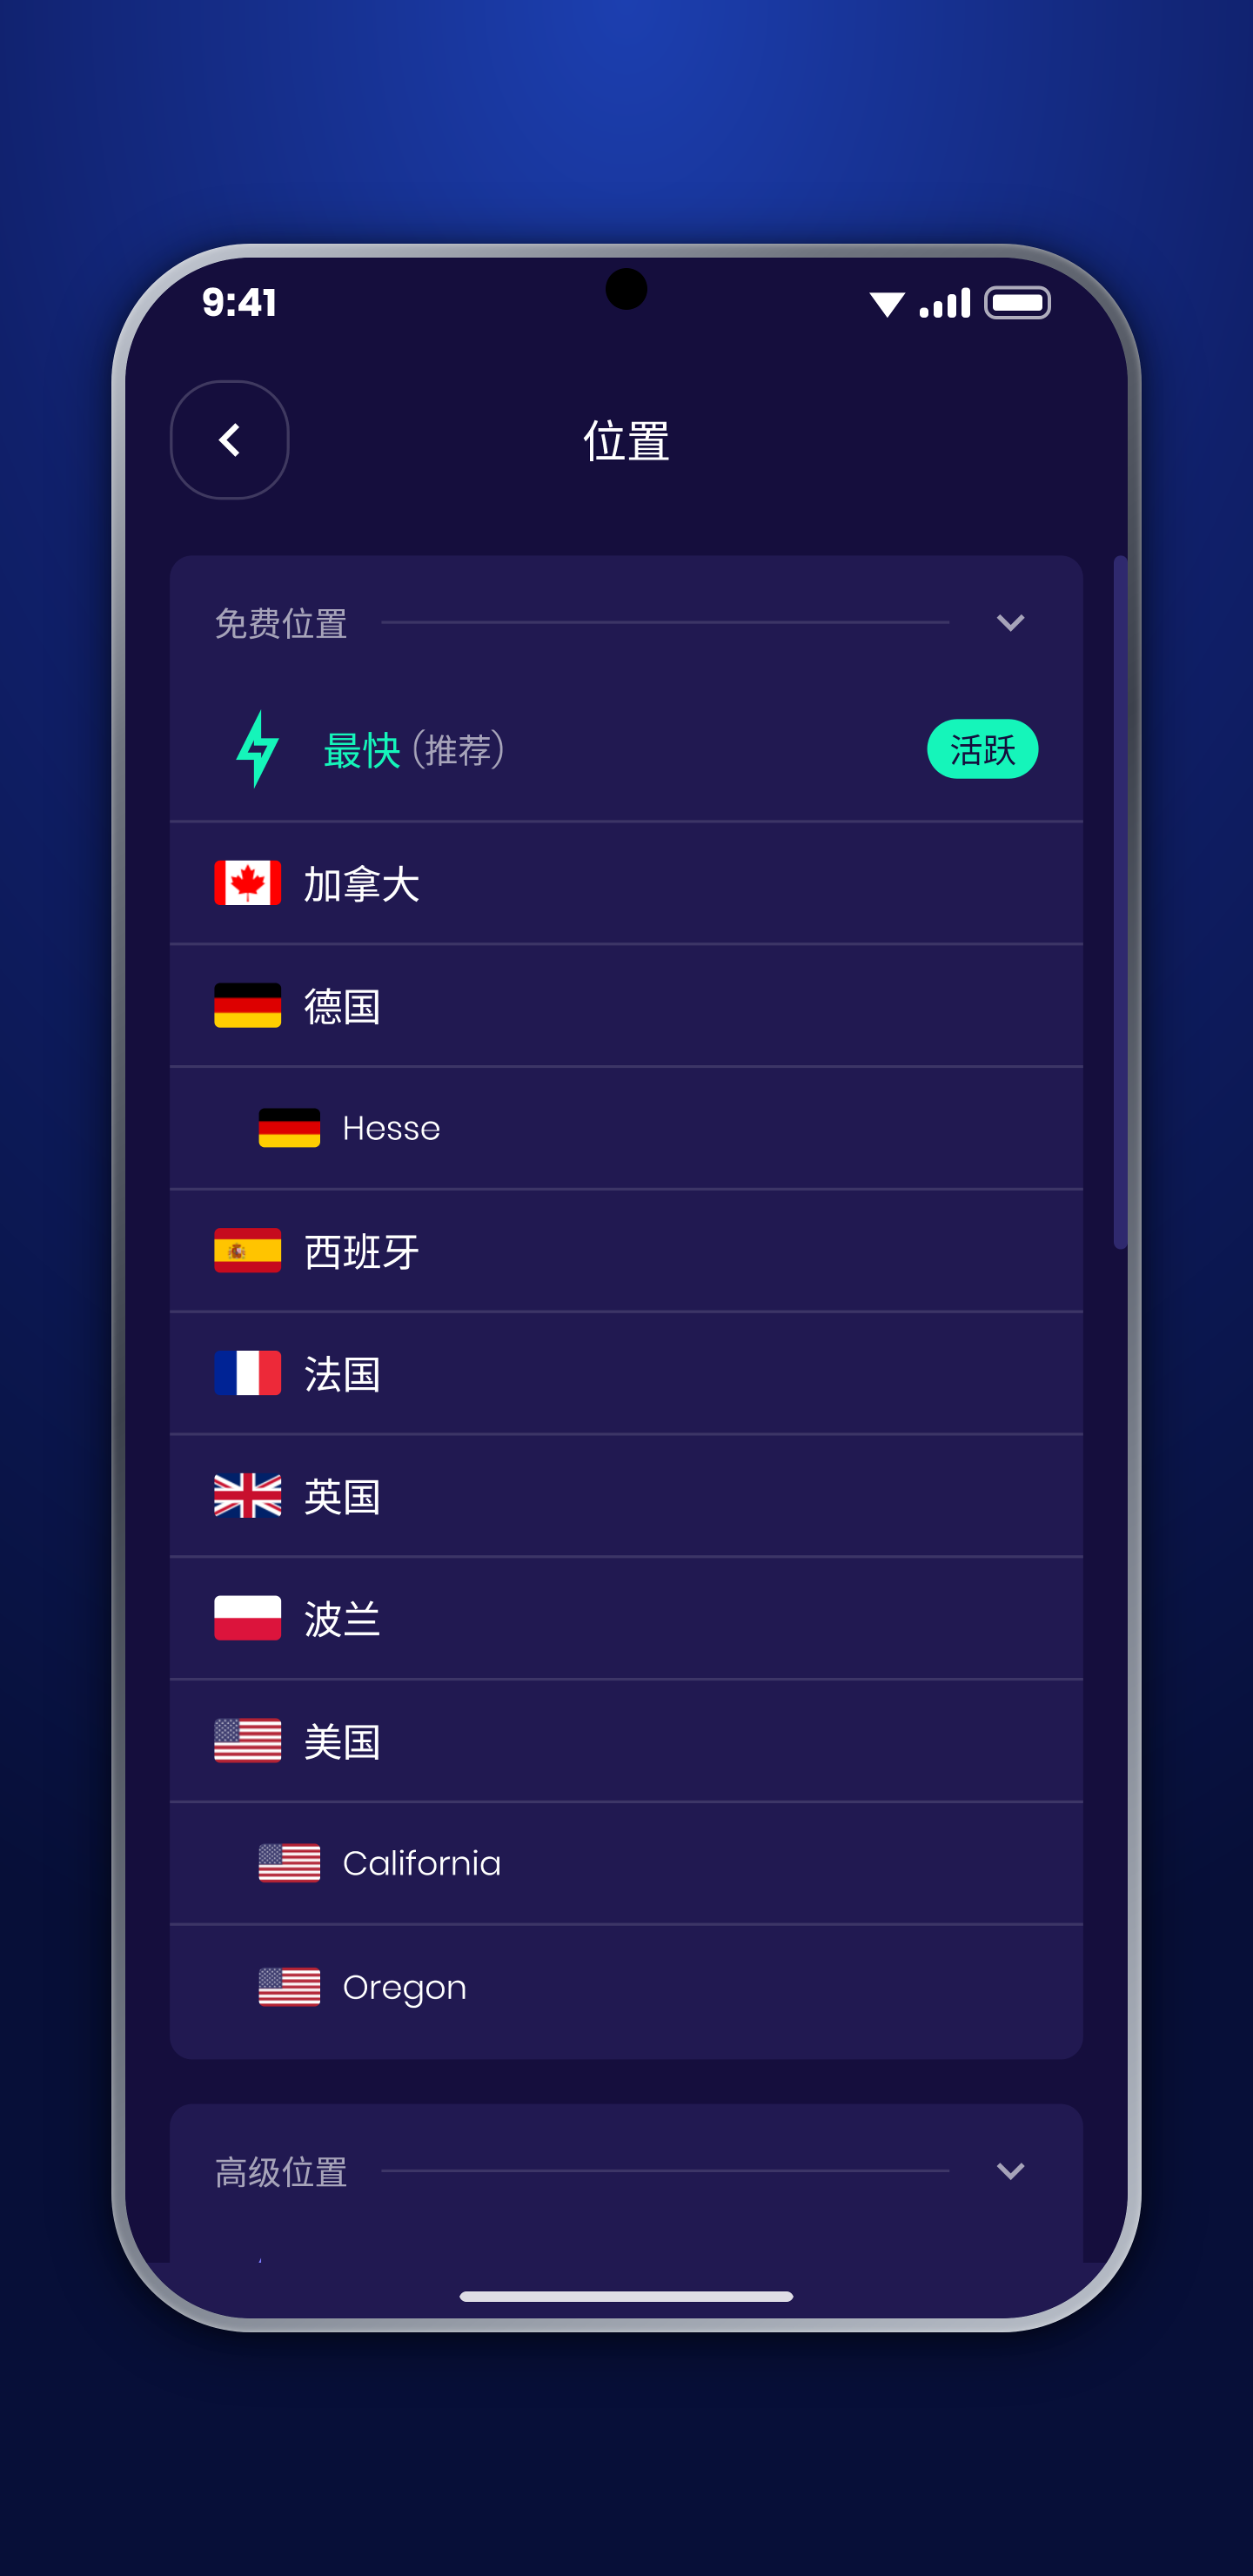 9:41
位置
免费位置
最快 (推荐) 活跃
加拿大
德国
Hesse
西班牙
法国
英国
波兰
美国
California
Oregon
高级位置